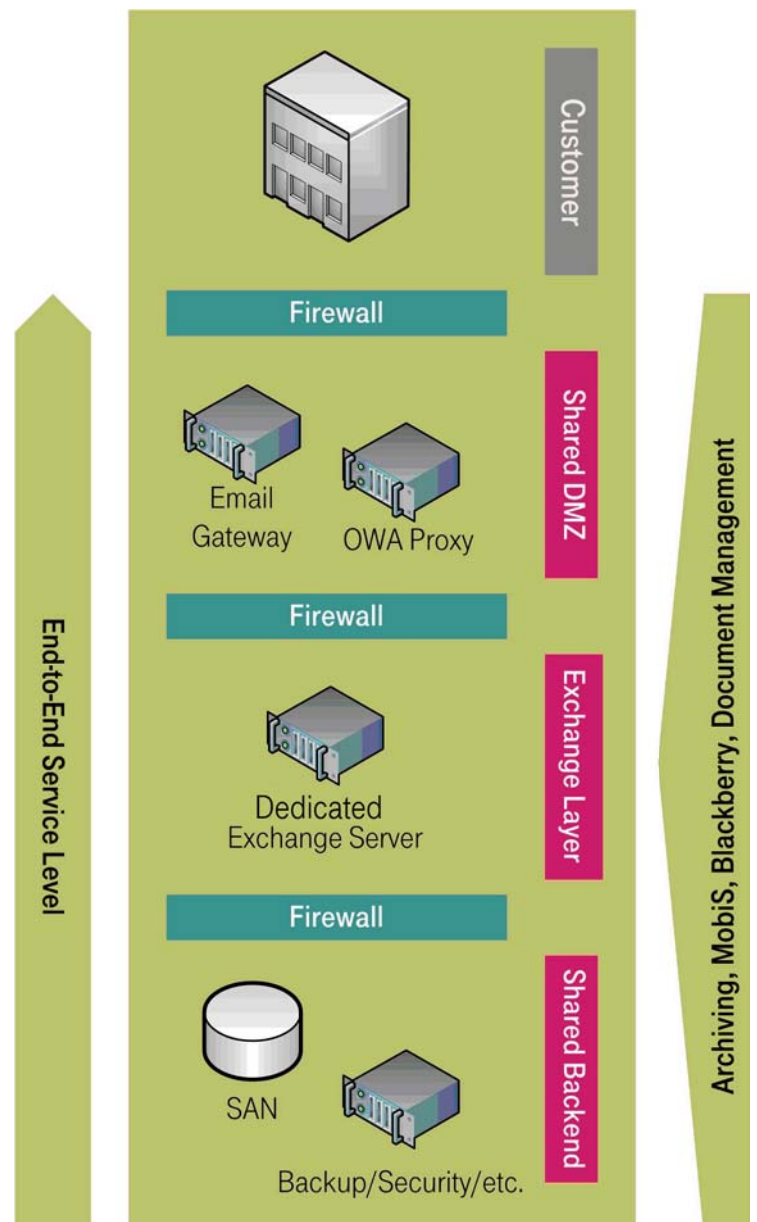 Customer
Firewall
Shared DMZ
Email
Gateway
OWA Proxy
Firewall
Exchange Layer
Dedicated
Exchange Server
Firewall
Shared Backend
SAN
Backup/Security/etc.
End-to-End Service Level
Archiving, MobiS, Blackberry, Document Management